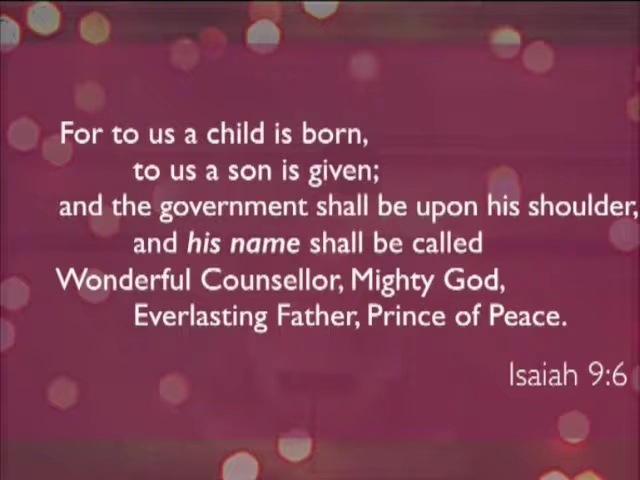 For to us a child is born,
to us a son is given;
and the government shall be upon his shoulder,
and his name shall be called
Wonderful Counsellor, Mighty God,
Everlasting Father, Prince of Peace.
Isaiah 9:6